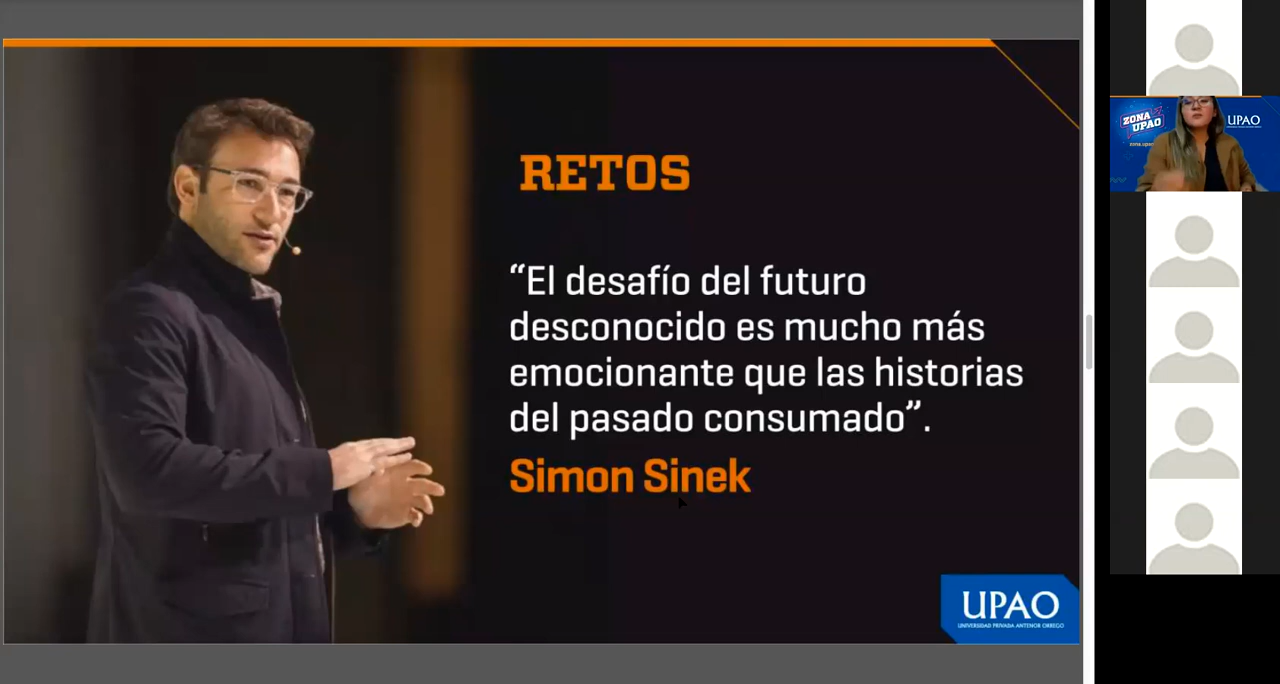 RETOS
“El desafío del futuro
desconocido es mucho más
emocionante que las historias
del pasado consumado”.
Simon Sinek
UPAO
UNIVERSIDAD PRIVADA ANTENOR ORREGO
ZONA
UPAO
UPAO